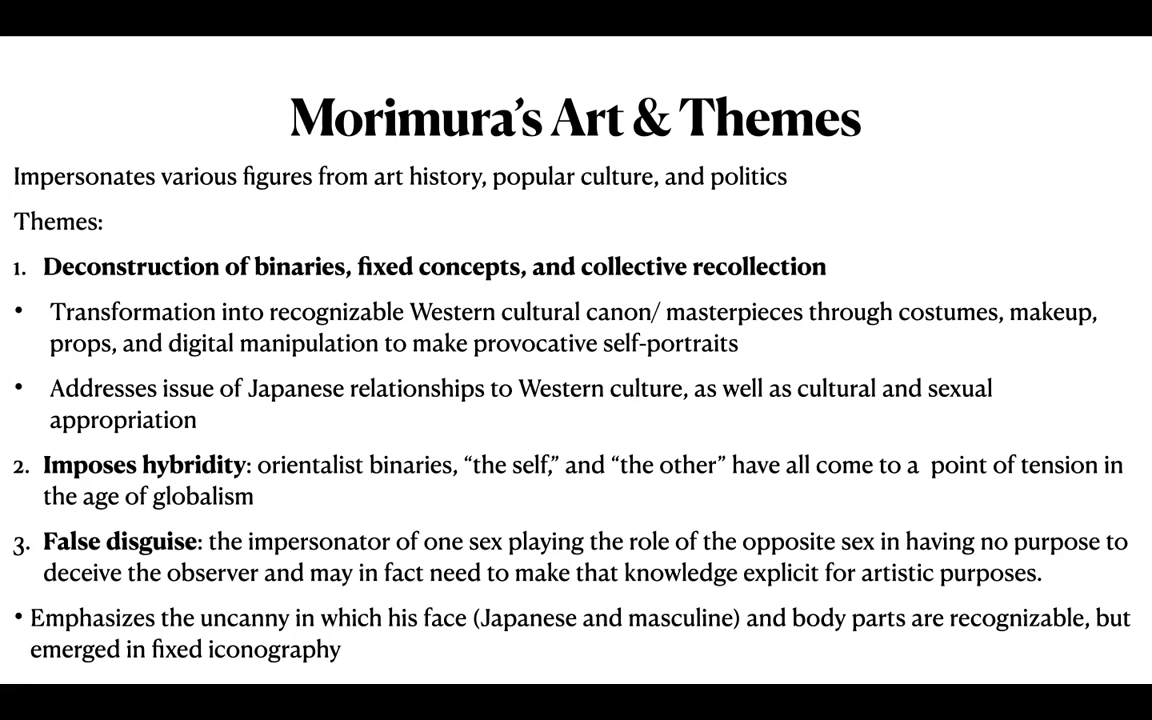 Morimura’s Art & Themes
Impersonates various figures from art history, popular culture, and politics
Themes:
1. Deconstruction of binaries, fixed concepts, and collective recollection
• Transformation into recognizable Western cultural canon/ masterpieces through costumes, makeup,
props, and digital manipulation to make provocative self-portraits
• Addresses issue of Japanese relationships to Western culture, as well as cultural and sexual
appropriation
2. Imposes hybridity: orientalist binaries, “the self,” and “the other” have all come to a point of tension in
the age of globalism
3. False disguise: the impersonator of one sex playing the role of the opposite sex in having no purpose to
deceive the observer and may in fact need to make that knowledge explicit for artistic purposes.
• Emphasizes the uncanny in which his face (Japanese and masculine) and body parts are recognizable, but
emerged in fixed iconography